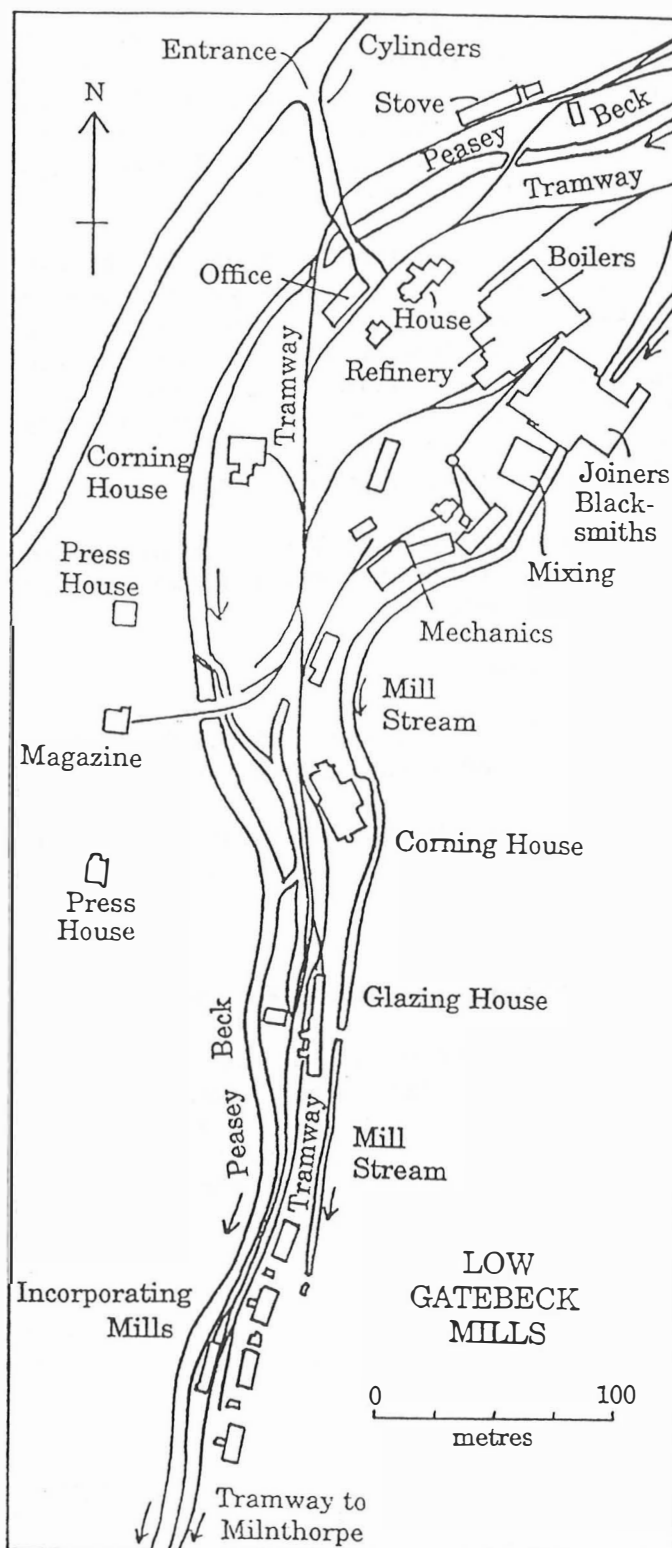 Entrance
Cylinders
N
Stove
Peasey
Beck
Tramway
Office
House
Boilers
Refinery
Tramway
Corning
House
Joiners
Black-
smiths
Mixing
Press
House
Mechanics
Mill
Stream
Magazine
Corning House
Press
House
Glazing House
Peasey Beck
Tramway
Mill
Stream
Incorporating
Mills
LOW
GATEBECK
MILLS
0 100
metres
Tramway to
Milnthorpe